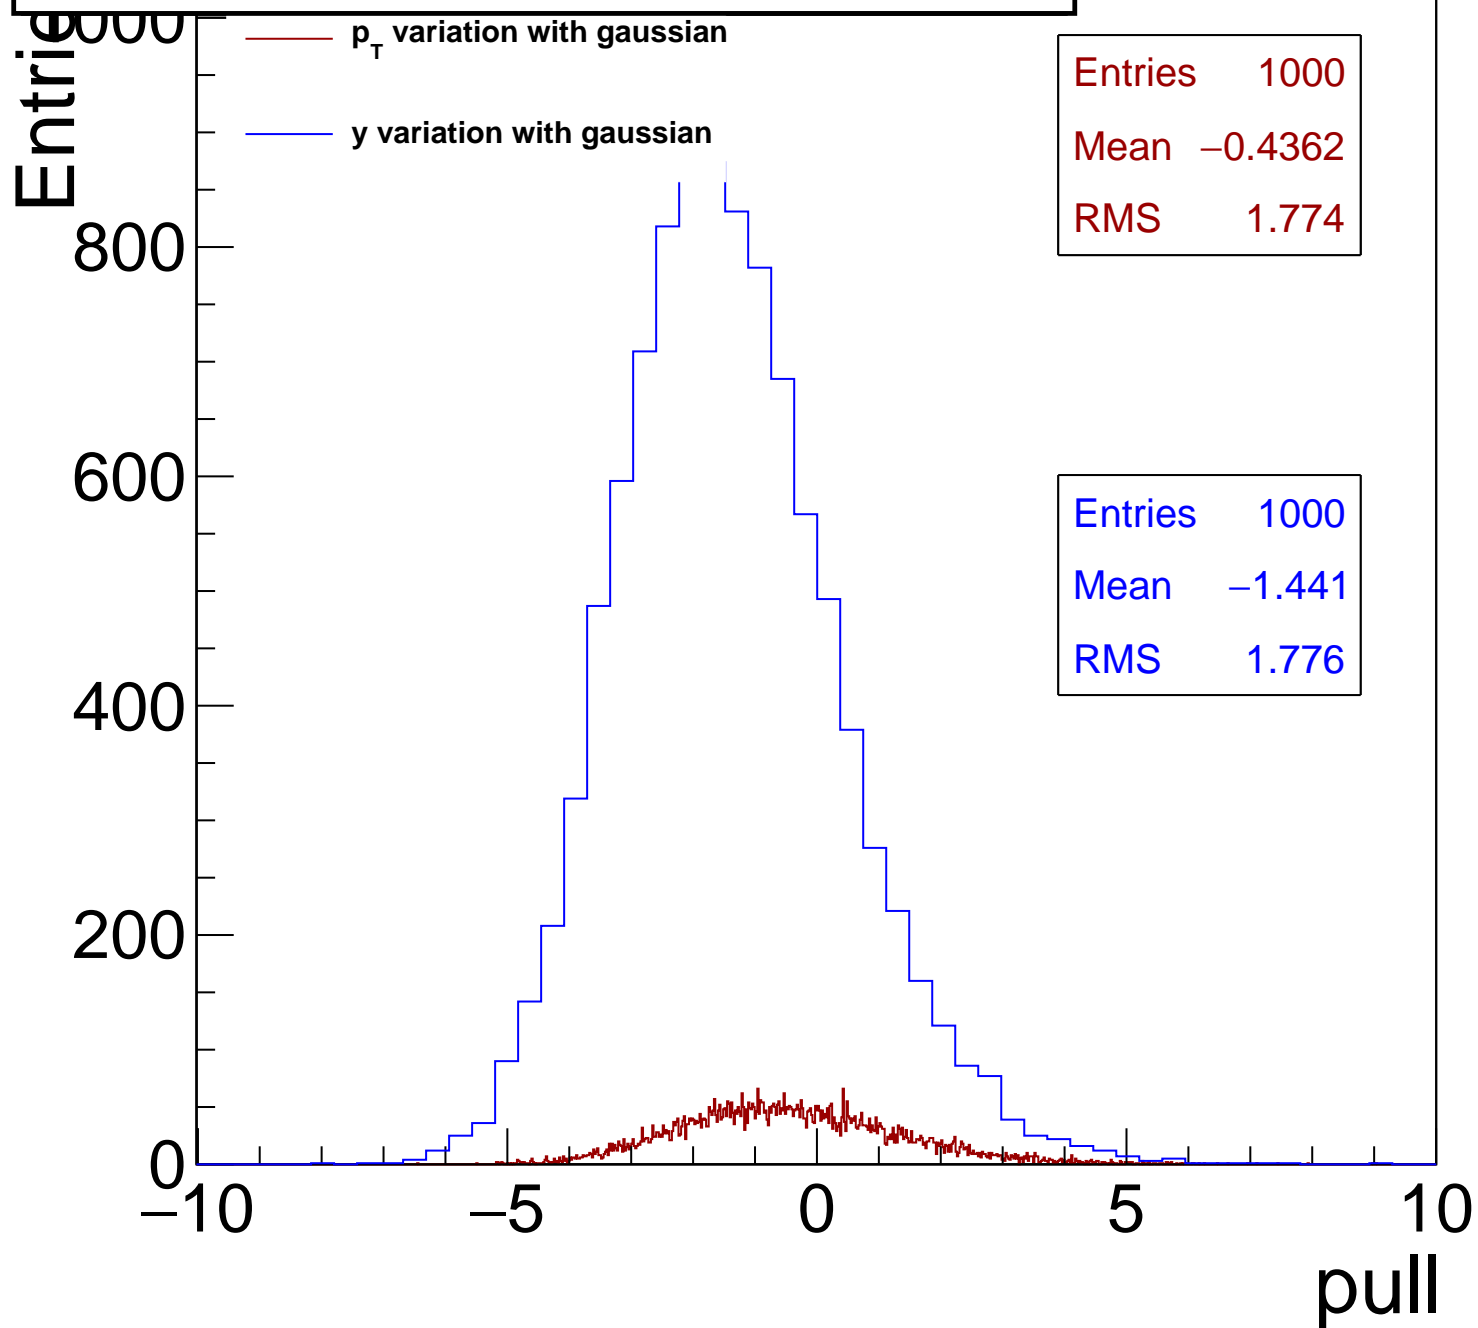 p_T variation with gaussian
y variation with gaussian
Entries 1000
Mean −0.4362
RMS 1.774
Entries 1000
Mean −1.441
RMS 1.776
800
600
400
200
0
−10 −5 0 5 10
pull